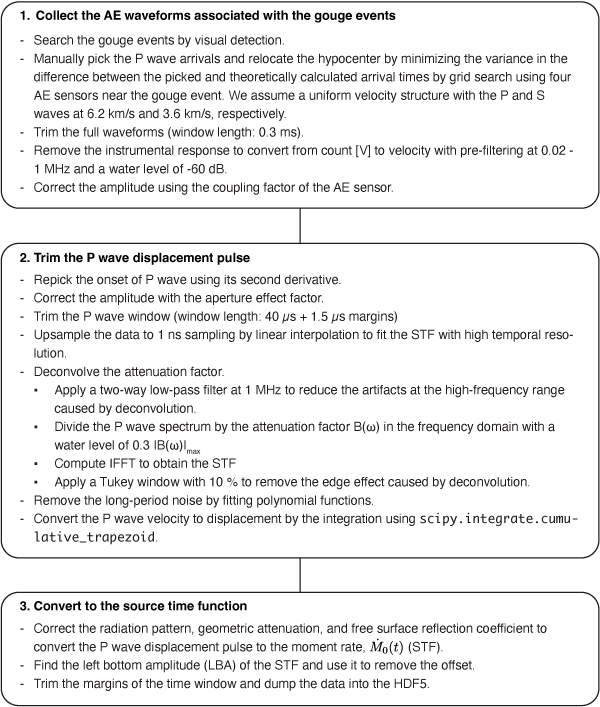 1. Collect the AE waveforms associated with the gouge events
- Search the gouge events by visual detection.
- Manually pick the P wave arrivals and relocate the hypocenter by minimizing the variance in the
difference between the picked and theoretically calculated arrival times by grid search using four
AE sensors near the gouge event. We assume a uniform velocity structure with the P and S
waves at 6.2 km/s and 3.6 km/s, respectively.
- Trim the full waveforms (window length: 0.3 ms).
- Remove the instrumental response to convert from count [V] to velocity with pre-filtering at 0.02 -
1 MHz and a water level of -60 dB.
- Correct the amplitude using the coupling factor of the AE sensor.
2. Trim the P wave displacement pulse
- Repick the onset of P wave using its second derivative.
- Correct the amplitude with the aperture effect factor.
- Trim the P wave window (window length: 40 μs + 1.5 μs margins)
- Upsample the data to 1 ns sampling by linear interpolation to fit the STF with high temporal reso-
lution.
- Deconvolve the attenuation factor.
▪ Apply a two-way low-pass filter at 1 MHz to reduce the artifacts at the high-frequency range
caused by deconvolution.
▪ Divide the P wave spectrum by the attenuation factor B(ω) in the frequency domain with a
water level of 0.3 |B(ω)|max
▪ Compute IFFT to obtain the STF
▪ Apply a Tukey window with 10 % to remove the edge effect caused by deconvolution.
- Remove the long-period noise by fitting polynomial functions.
- Convert the P wave velocity to displacement by the integration using scipy.integrate.cumu-
lative_trapezoid.
3. Convert to the source time function
- Correct the radiation pattern, geometric attenuation, and free surface reflection coefficient to
convert the P wave displacement pulse to the moment rate, Ṁ₀(t) (STF).
- Find the left bottom amplitude (LBA) of the STF and use it to remove the offset.
- Trim the margins of the time window and dump the data into the HDF5.